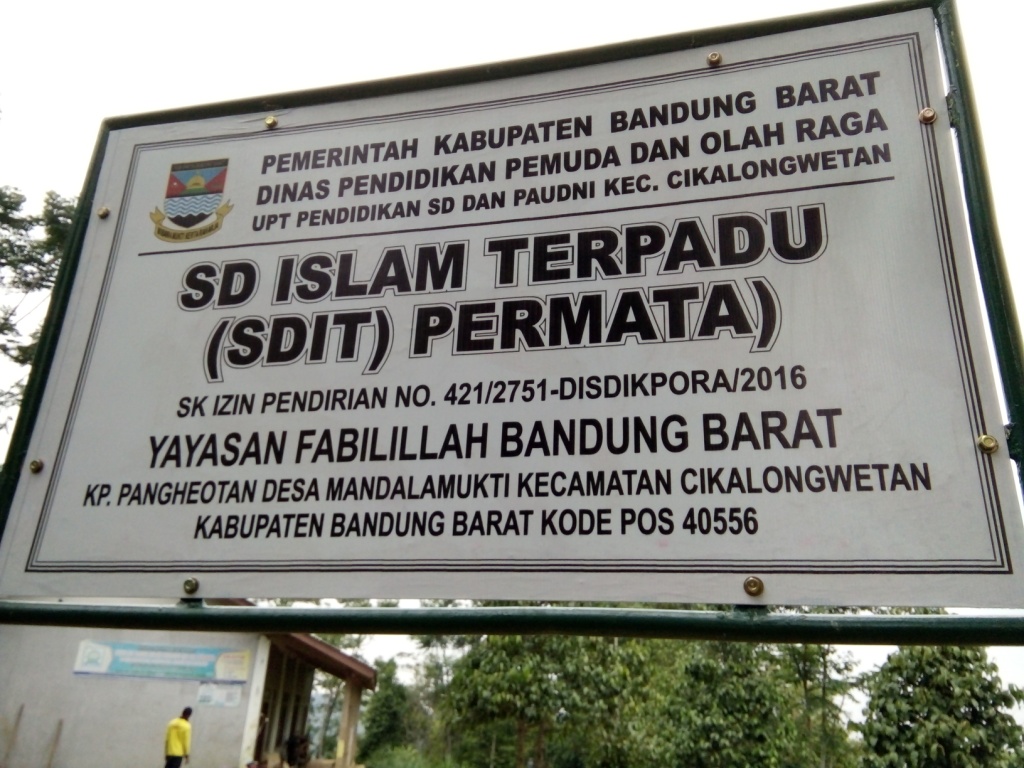 PEMERINTAH KABUPATEN BANDUNG BARAT
DINAS PENDIDIKAN PEMUDA DAN OLAH RAGA
UPT PENDIDIKAN SD DAN PAUDNI KEC. CIKALONGWETAN
SD ISLAM TERPADU
(SDIT) PERMATA)
SK IZIN PENDIRIAN NO. 421/2751-DISDIKPORA/2016
YAYASAN FABILILLAH BANDUNG BARAT
KP. PANGHEOTAN DESA MANDALAMUKTI KECAMATAN CIKALONGWETAN
KABUPATEN BANDUNG BARAT KODE POS 40556